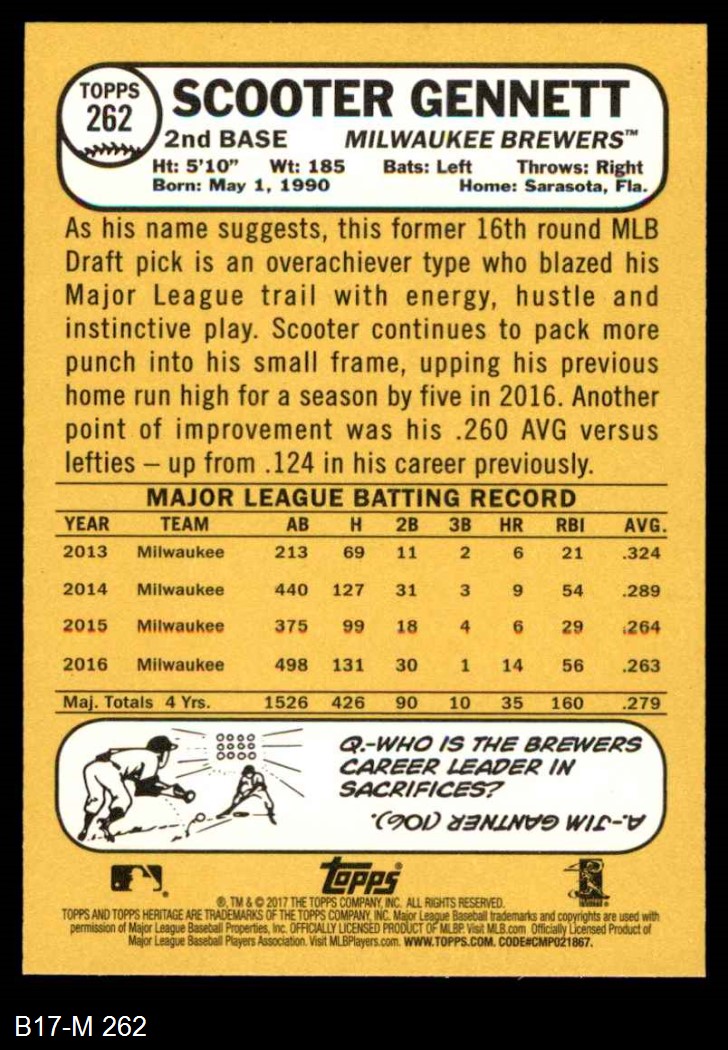 TOPPS
262
SCOOTER GENNETT
2nd BASE MILWAUKEE BREWERS™
Ht: 5'10" Wt: 185 Bats: Left Throws: Right
Born: May 1, 1990 Home: Sarasota, Fla.
As his name suggests, this former 16th round MLB
Draft pick is an overachiever type who blazed his
Major League trail with energy, hustle and
instinctive play. Scooter continues to pack more
punch into his small frame, upping his previous
home run high for a season by five in 2016. Another
point of improvement was his .260 AVG versus
lefties – up from .124 in his career previously.
MAJOR LEAGUE BATTING RECORD
YEAR TEAM AB H 2B 3B HR RBI AVG.
2013 Milwaukee 213 69 11 2 6 21 .324
2014 Milwaukee 440 127 31 3 9 54 .289
2015 Milwaukee 375 99 18 4 6 29 .264
2016 Milwaukee 498 131 30 1 14 56 .263
Maj. Totals 4 Yrs. 1526 426 90 10 35 160 .279
Q.-WHO IS THE BREWERS
CAREER LEADER IN
SACRIFICES?
A.-JIM GANTNER (106).
topps
®, TM & © 2017 THE TOPPS COMPANY, INC. ALL RIGHTS RESERVED.
TOPPS AND TOPPS HERITAGE ARE TRADEMARKS OF THE TOPPS COMPANY, INC. Major League Baseball trademarks and copyrights are used with
permission of Major League Baseball Properties, Inc. OFFICIALLY LICENSED PRODUCT OF MLBP. Visit MLB.com Officially Licensed Product of
Major League Baseball Players Association. Visit MLBPlayers.com. WWW.TOPPS.COM. CODE#CMP021867.
B17-M 262